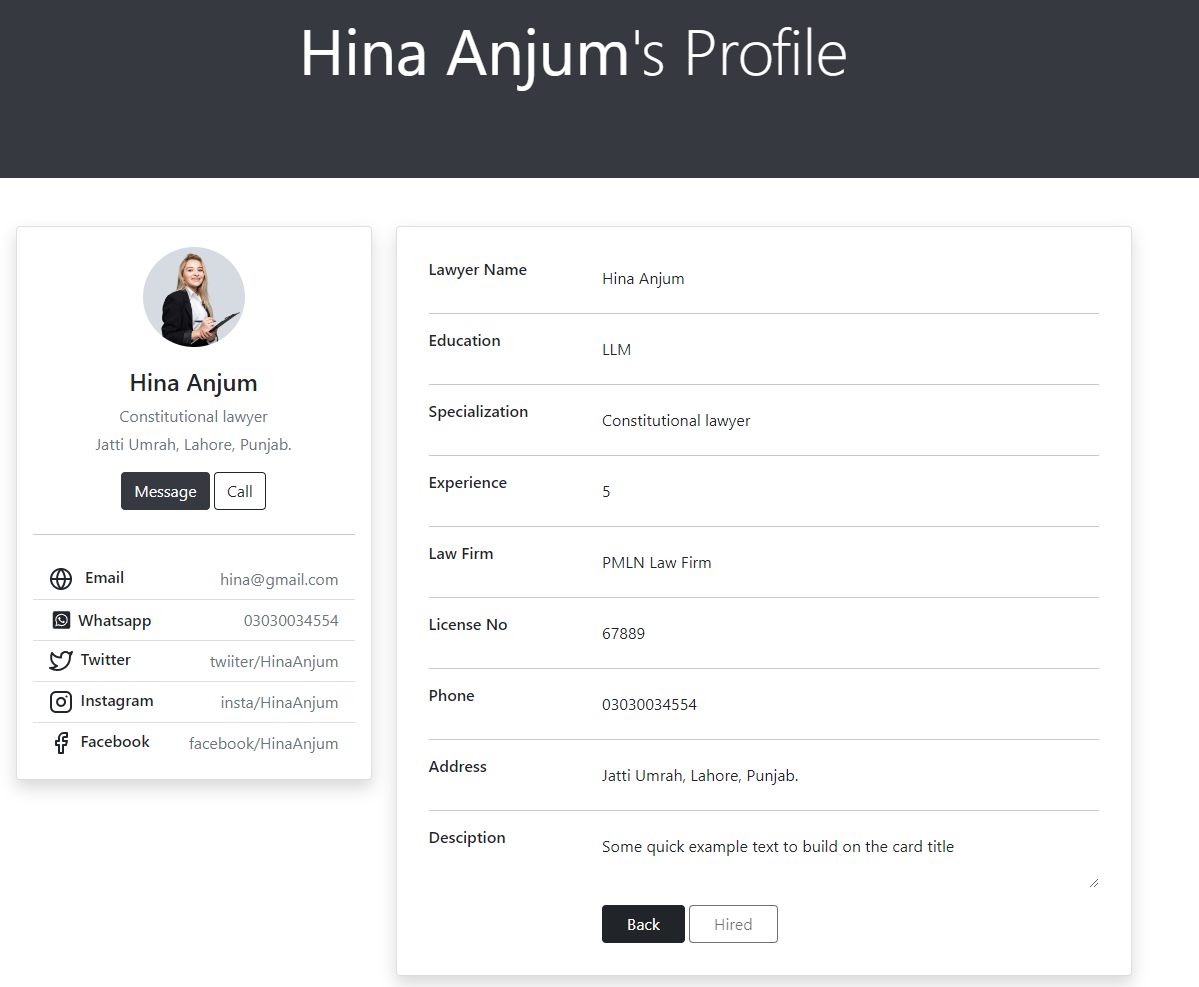 Hina Anjum's Profile
Hina Anjum
Constitutional lawyer
Jatti Umrah, Lahore, Punjab.
Message Call
Email hina@gmail.com
Whatsapp 03030034554
Twitter twiiter/HinaAnjum
Instagram insta/HinaAnjum
Facebook facebook/HinaAnjum
Lawyer Name Hina Anjum
Education LLM
Specialization Constitutional lawyer
Experience 5
Law Firm PMLN Law Firm
License No 67889
Phone 03030034554
Address Jatti Umrah, Lahore, Punjab.
Desciption Some quick example text to build on the card title
Back Hired